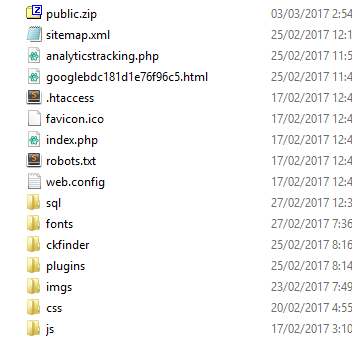 public.zip 03/03/2017 2:54
sitemap.xml 25/02/2017 12:1
analyticstracking.php 25/02/2017 11:5
googlebdc181d1e76f96c5.html 25/02/2017 11:4
.htaccess 17/02/2017 12:4
favicon.ico 17/02/2017 12:4
index.php 17/02/2017 12:4
robots.txt 17/02/2017 12:4
web.config 17/02/2017 12:4
sql 27/02/2017 12:3
fonts 27/02/2017 7:36
ckfinder 25/02/2017 8:16
plugins 25/02/2017 8:14
imgs 23/02/2017 7:49
css 20/02/2017 4:55
js 17/02/2017 3:10